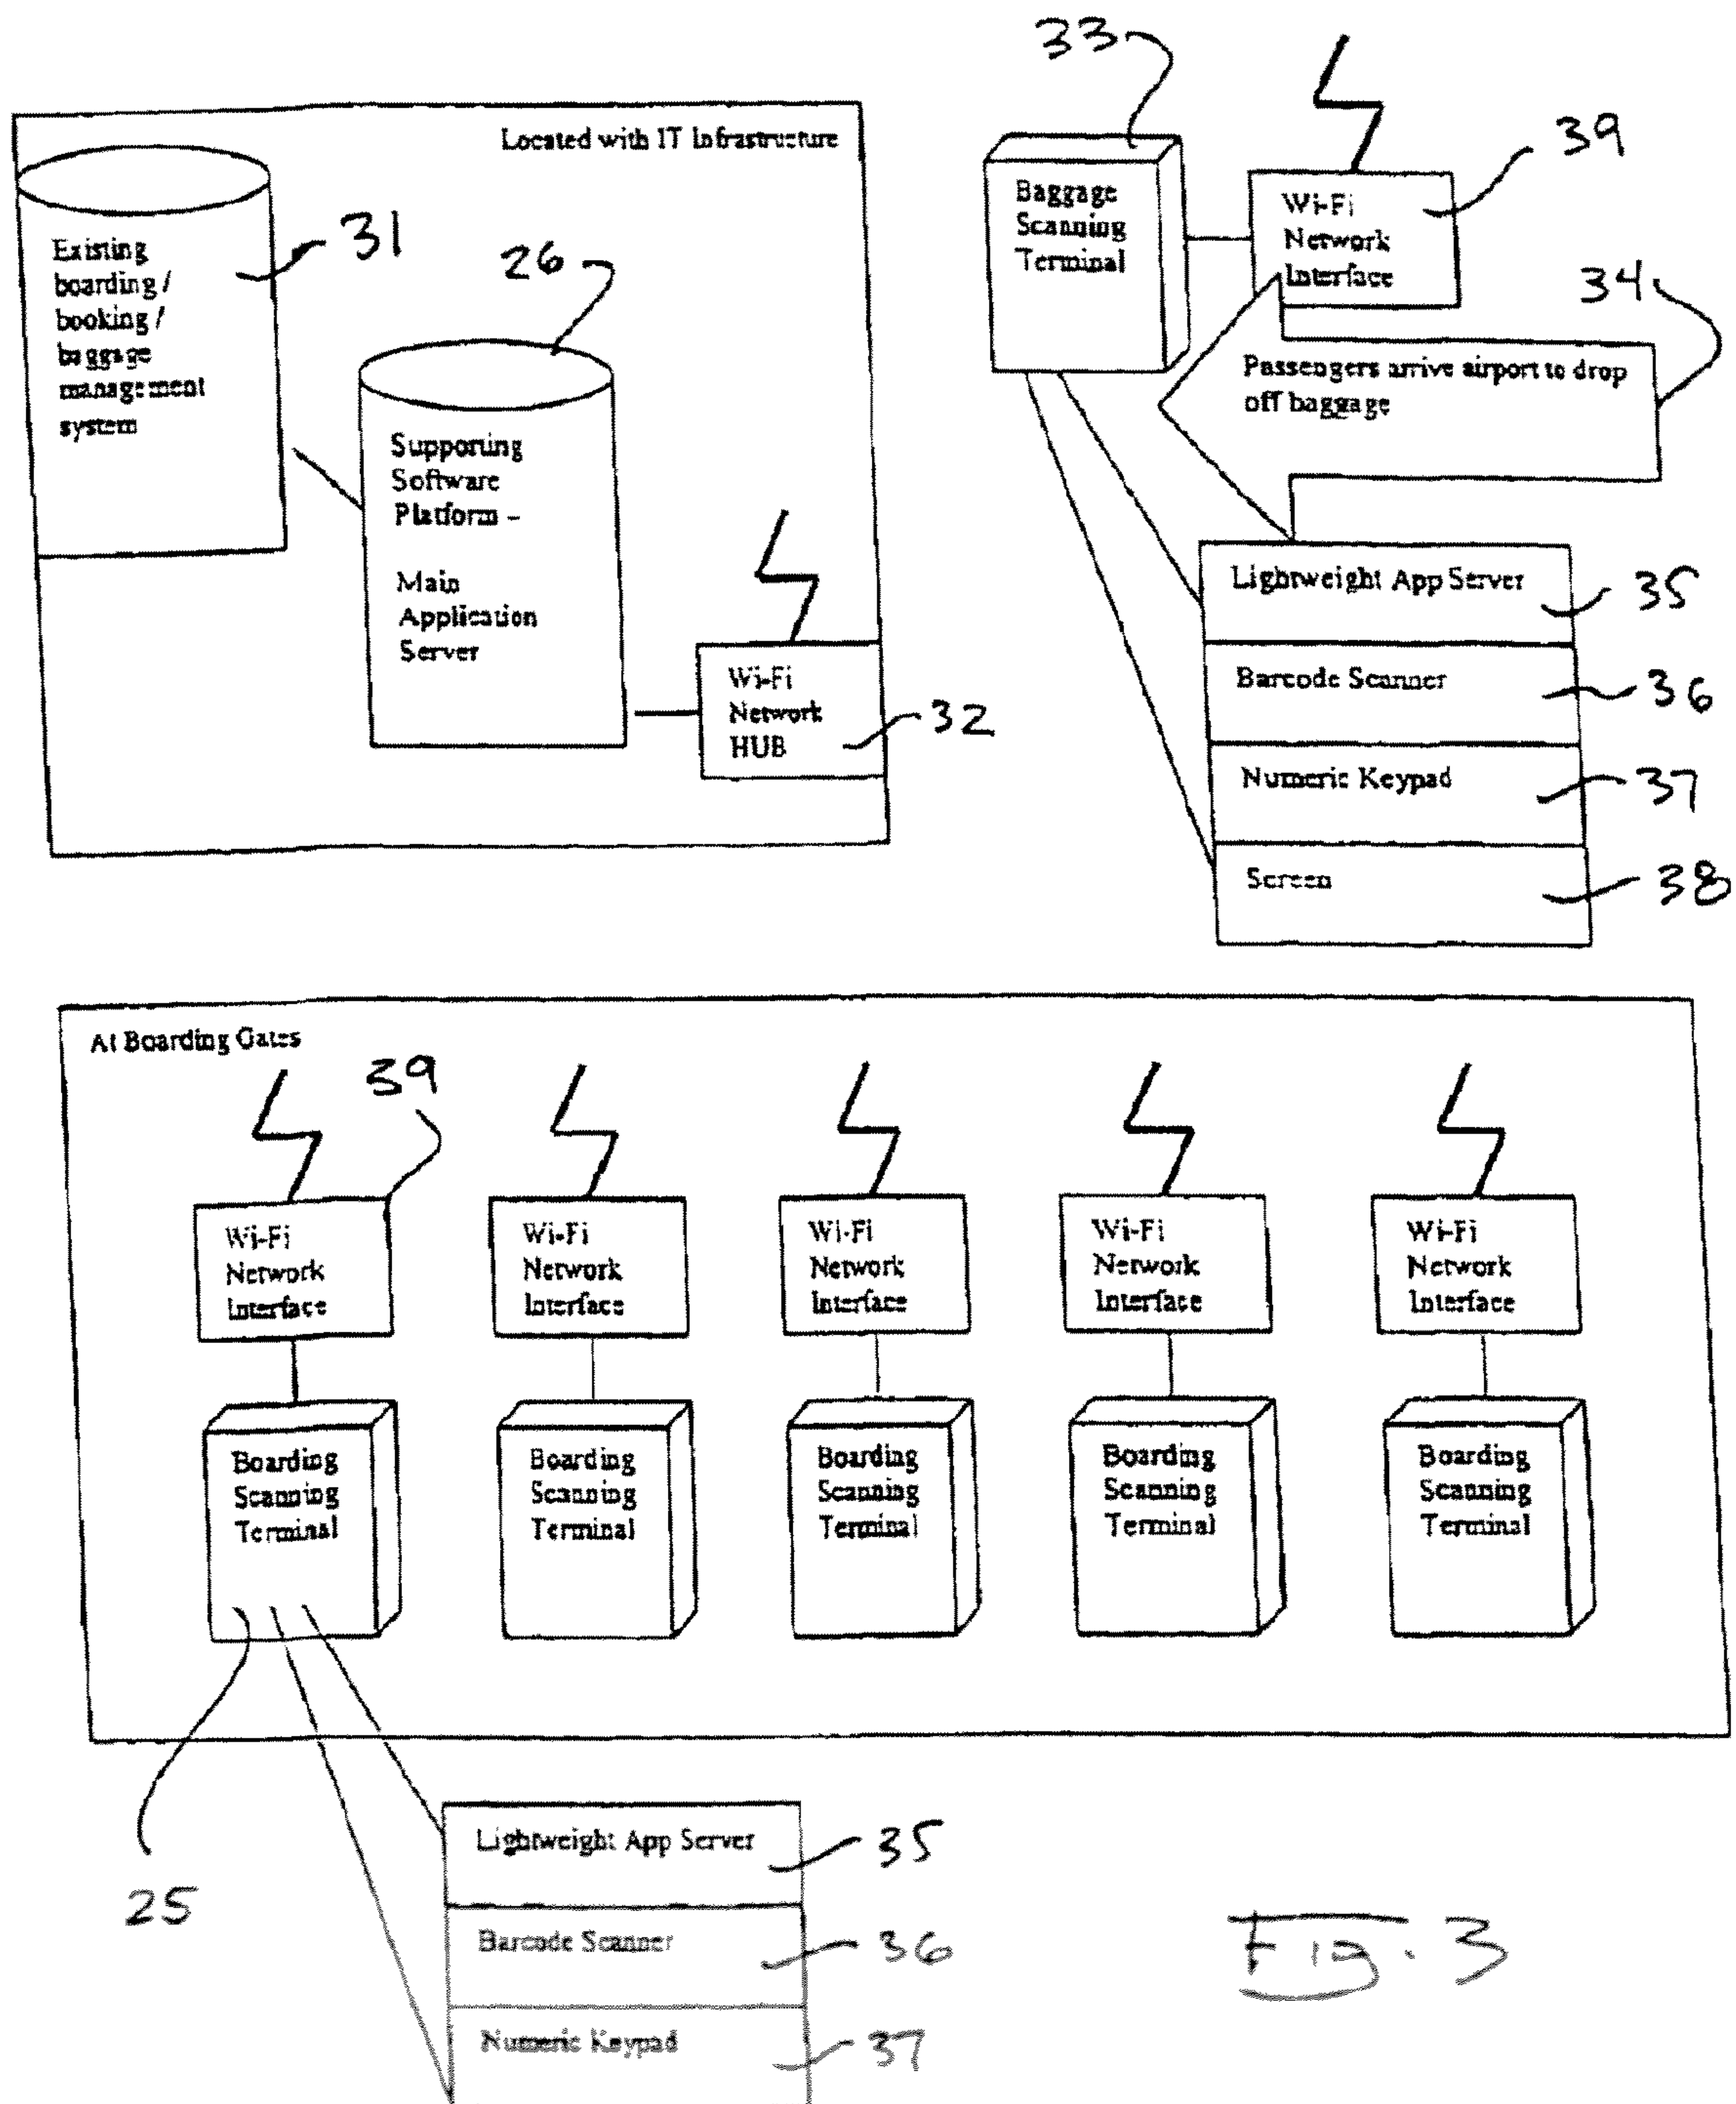 33
Located with IT Infrastructure
39
Baggage
Scanning
Terminal
Wi-Fi
Network
Interface
31
Existing
boarding /
booking /
baggage
management
system
26
34
Passengers arrive airport to drop
off baggage
Supporting
Software
Platform –
Main
Application
Server
Wi-Fi
Network
HUB
32
Lightweight App Server
35
Barcode Scanner
36
Numeric Keypad
37
Screen
38
At Boarding Gates
39
Wi-Fi
Network
Interface
Wi-Fi
Network
Interface
Wi-Fi
Network
Interface
Wi-Fi
Network
Interface
Wi-Fi
Network
Interface
Boarding
Scanning
Terminal
Boarding
Scanning
Terminal
Boarding
Scanning
Terminal
Boarding
Scanning
Terminal
Boarding
Scanning
Terminal
25
Lightweight App Server
35
Barcode Scanner
36
Numeric Keypad
37
Fig. 3